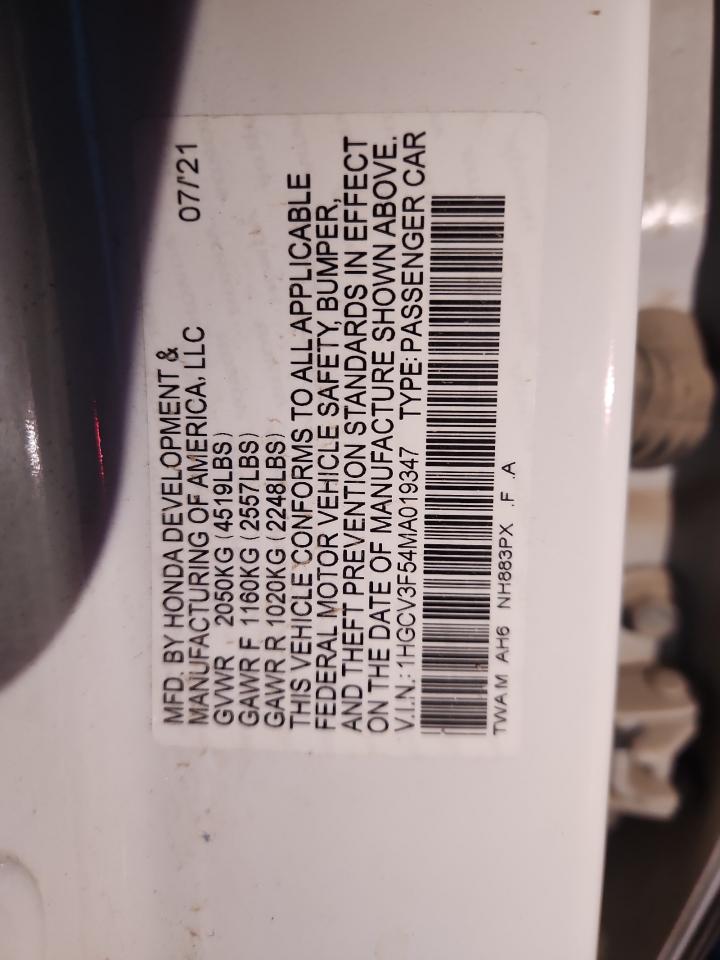 MFD. BY HONDA DEVELOPMENT &
MANUFACTURING OF AMERICA, LLC 07/'21
GVWR 2050KG (4519LBS)
GAWR F 1160KG (2557LBS)
GAWR R 1020KG (2248LBS)
THIS VEHICLE CONFORMS TO ALL APPLICABLE
FEDERAL MOTOR VEHICLE SAFETY, BUMPER,
AND THEFT PREVENTION STANDARDS IN EFFECT
ON THE DATE OF MANUFACTURE SHOWN ABOVE.
V.I.N.: 1HGCV3F54MA019347 TYPE: PASSENGER CAR
TWA M AH6 NH883PX .F .A